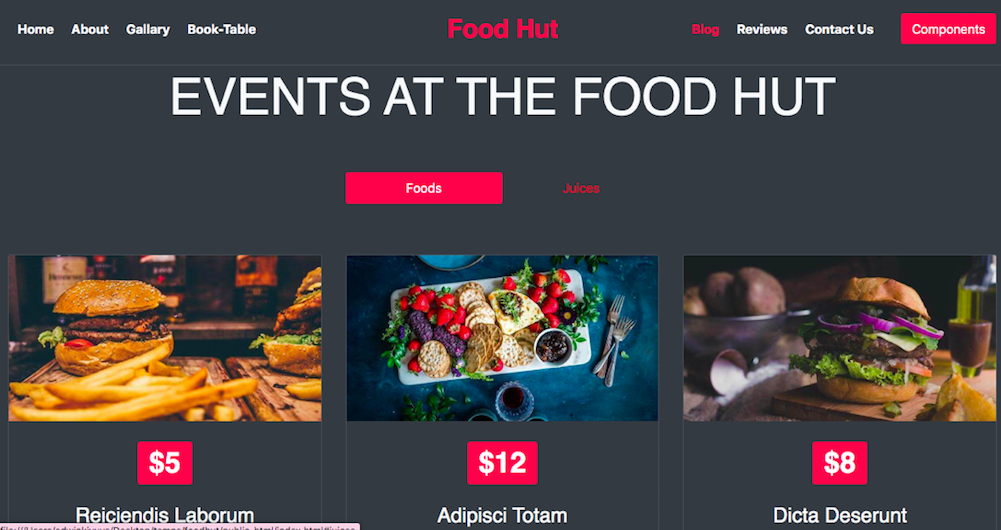 Home About Gallary Book-Table Food Hut Blog Reviews Contact Us Components
EVENTS AT THE FOOD HUT
Foods Juices
$5 $12 $8
Reiciendis Laborum Adipisci Totam Dicta Deserunt